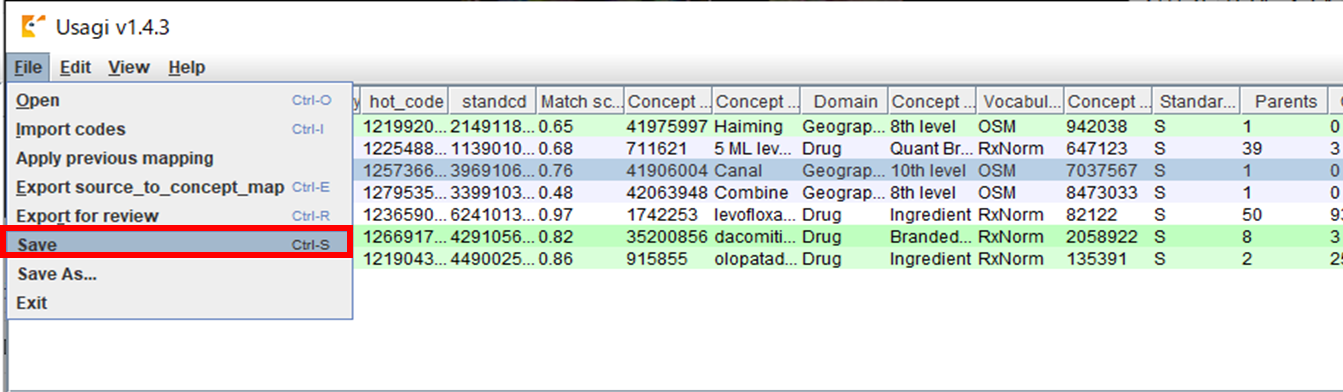 Usagi v1.4.3
File Edit View Help
Open Ctrl-O
Import codes Ctrl-I
Apply previous mapping
Export source_to_concept_map Ctrl-E
Export for review Ctrl-R
Save Ctrl-S
Save As...
Exit
hot_code standcd Match sc... Concept ... Concept ... Domain Concept ... Vocabul... Concept ... Standar... Parents
1219920... 2149118... 0.65 41975997 Haiming Geograp... 8th level OSM 942038 S 1 0
1225488... 1139010... 0.68 711621 5 ML lev... Drug Quant Br... RxNorm 647123 S 39 3
1257366... 3969106... 0.76 41906004 Canal Geograp... 10th level OSM 7037567 S 1 0
1279535... 3399103... 0.48 42063948 Combine Geograp... 8th level OSM 8473033 S 1 0
1236590... 6241013... 0.97 1742253 levofloxa... Drug Ingredient RxNorm 82122 S 50
1266917... 4291056... 0.82 35200856 dacomiti... Drug Branded... RxNorm 2058922 S 8 3
1219043... 4490025... 0.86 915855 olopatad... Drug Ingredient RxNorm 135391 S 2